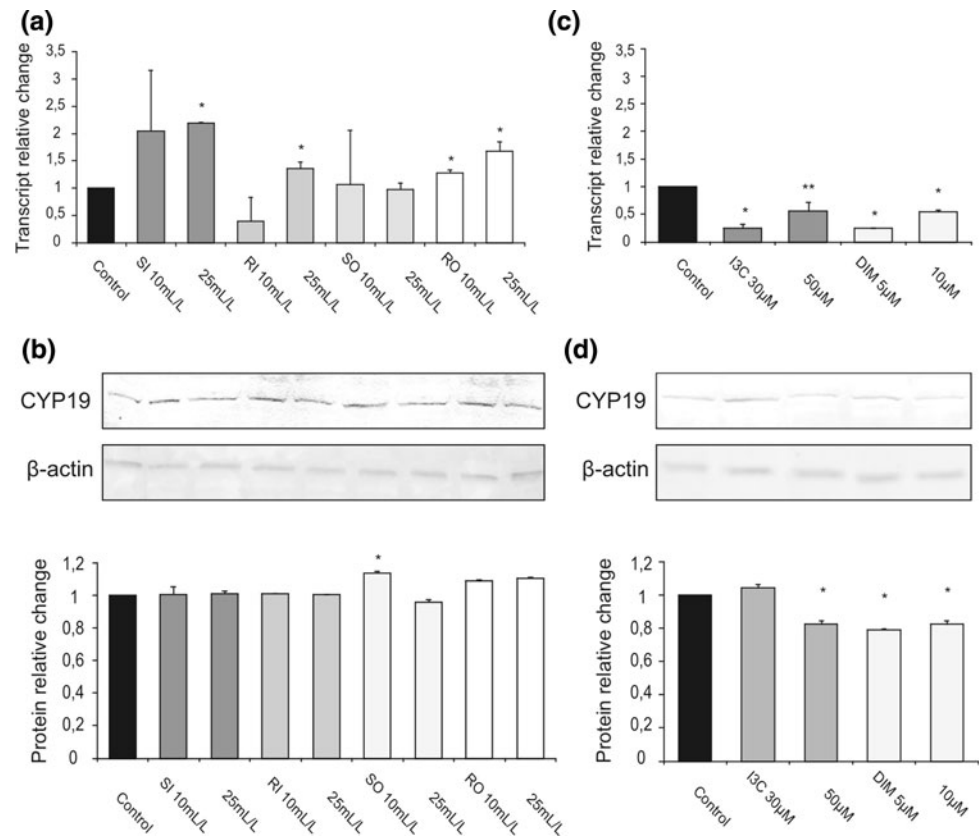 (a)
Transcript relative change
3,5
3
2,5
2
1,5
1
0,5
0
*
*
*
*
Control
SI 10mL/L
25mL/L
RI 10mL/L
25mL/L
SO 10mL/L
25mL/L
RO 10mL/L
25mL/L
(c)
Transcript relative change
3,5
3
2,5
2
1,5
1
0,5
0
*
**
*
*
Control
I3C 30µM
50µM
DIM 5µM
10µM
(b)
CYP19
β-actin
Protein relative change
1,2
1
0,8
0,6
0,4
0,2
0
*
Control
SI 10mL/L
25mL/L
RI 10mL/L
25mL/L
SO 10mL/L
25mL/L
RO 10mL/L
25mL/L
(d)
CYP19
β-actin
Protein relative change
1,2
1
0,8
0,6
0,4
0,2
0
*
*
*
Control
I3C 30µM
50µM
DIM 5µM
10µM